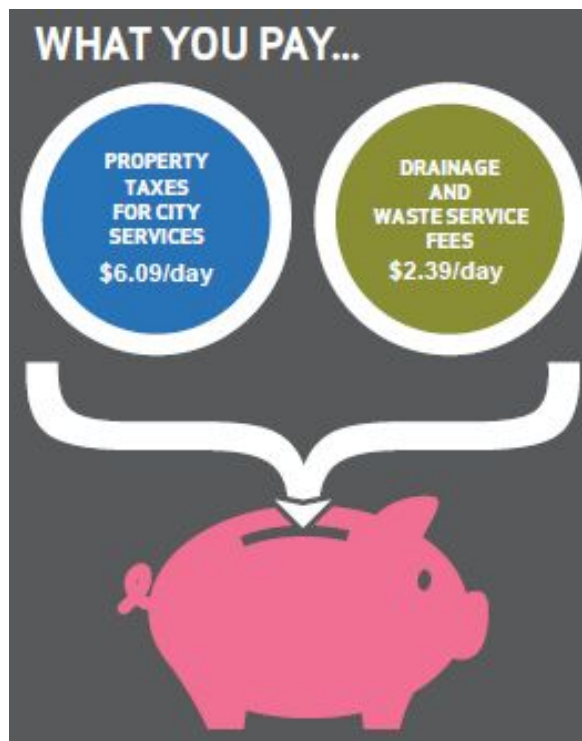 WHAT YOU PAY...
PROPERTY
TAXES
FOR CITY
SERVICES
$6.09/day
DRAINAGE
AND
WASTE SERVICE
FEES
$2.39/day